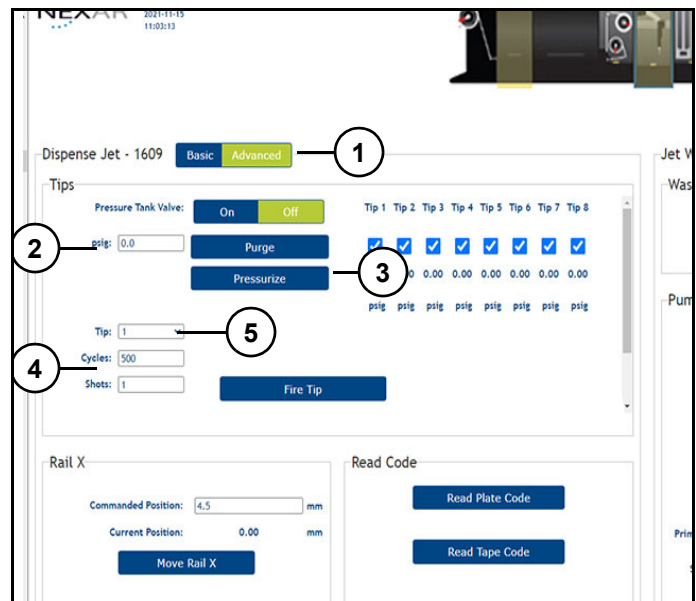 NEXAR
2021-11-15
11:03:13
Dispense Jet - 1609
Basic
Advanced
1
Tips
Pressure Tank Valve:
On
Off
Tip 1 Tip 2 Tip 3 Tip 4 Tip 5 Tip 6 Tip 7 Tip 8
2
psig: 0.0
Purge
Pressurize
3
0.00 0.00 0.00 0.00 0.00 0.00
psig psig psig psig psig psig psig psig
Tip: 1
5
4
Cycles: 500
Shots: 1
Fire Tip
Rail X
Commanded Position: 4.5 mm
Current Position: 0.00 mm
Move Rail X
Read Code
Read Plate Code
Read Tape Code
Jet